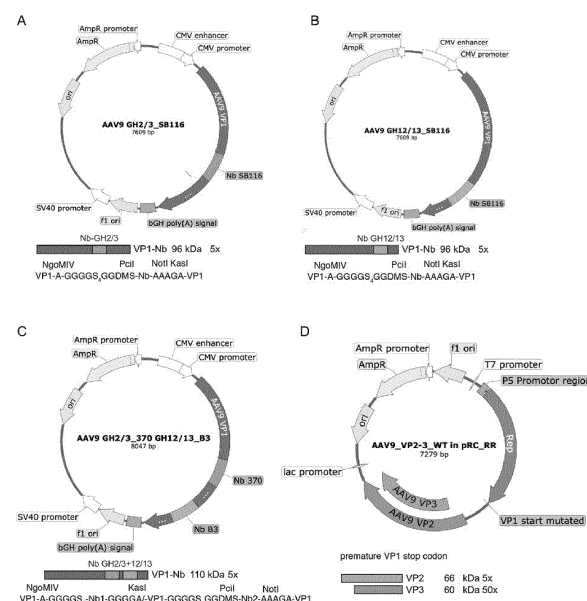 A
AmpR promoter
AmpR
CMV enhancer
CMV promoter
ori
AAV9 VP1
AAV9 GH2/3_SB116
7609 bp
Nb SB116
SV40 promoter
f1 ori
bGH poly(A) signal
Nb-GH2/3
VP1-Nb 96 kDa 5x
NgoMIV PciI NotI KasI
VP1-A-GGGGS4GGDMS-Nb-AAAGA-VP1
B
AmpR promoter
AmpR
CMV enhancer
CMV promoter
ori
AAV9 VP1
AAV9 GH12/13_SB116
7609 bp
Nb SB116
SV40 promoter
f1 ori
bGH poly(A) signal
Nb GH12/13
VP1-Nb 96 kDa 5x
NgoMIV PciI NotI KasI
VP1-A-GGGGS4GGDMS-Nb-AAAGA-VP1
C
AmpR promoter
AmpR
CMV enhancer
CMV promoter
ori
AAV9 VP1
AAV9 GH2/3_370 GH12/13_B3
8047 bp
Nb 370
Nb B3
SV40 promoter
f1 ori
bGH poly(A) signal
Nb GH2/3+12/13
VP1-Nb 110 kDa 5x
NgoMIV KasI PciI NotI
D
AmpR promoter
f1 ori
AmpR
T7 promoter
P5 Promotor region
ori
Rep
AAV9_VP2-3_WT in pRC_RR
7279 bp
lac promoter
AAV9 VP3
AAV9 VP2
VP1 start mutated
premature VP1 stop codon
VP2 66 kDa 5x
VP3 60 kDa 50x